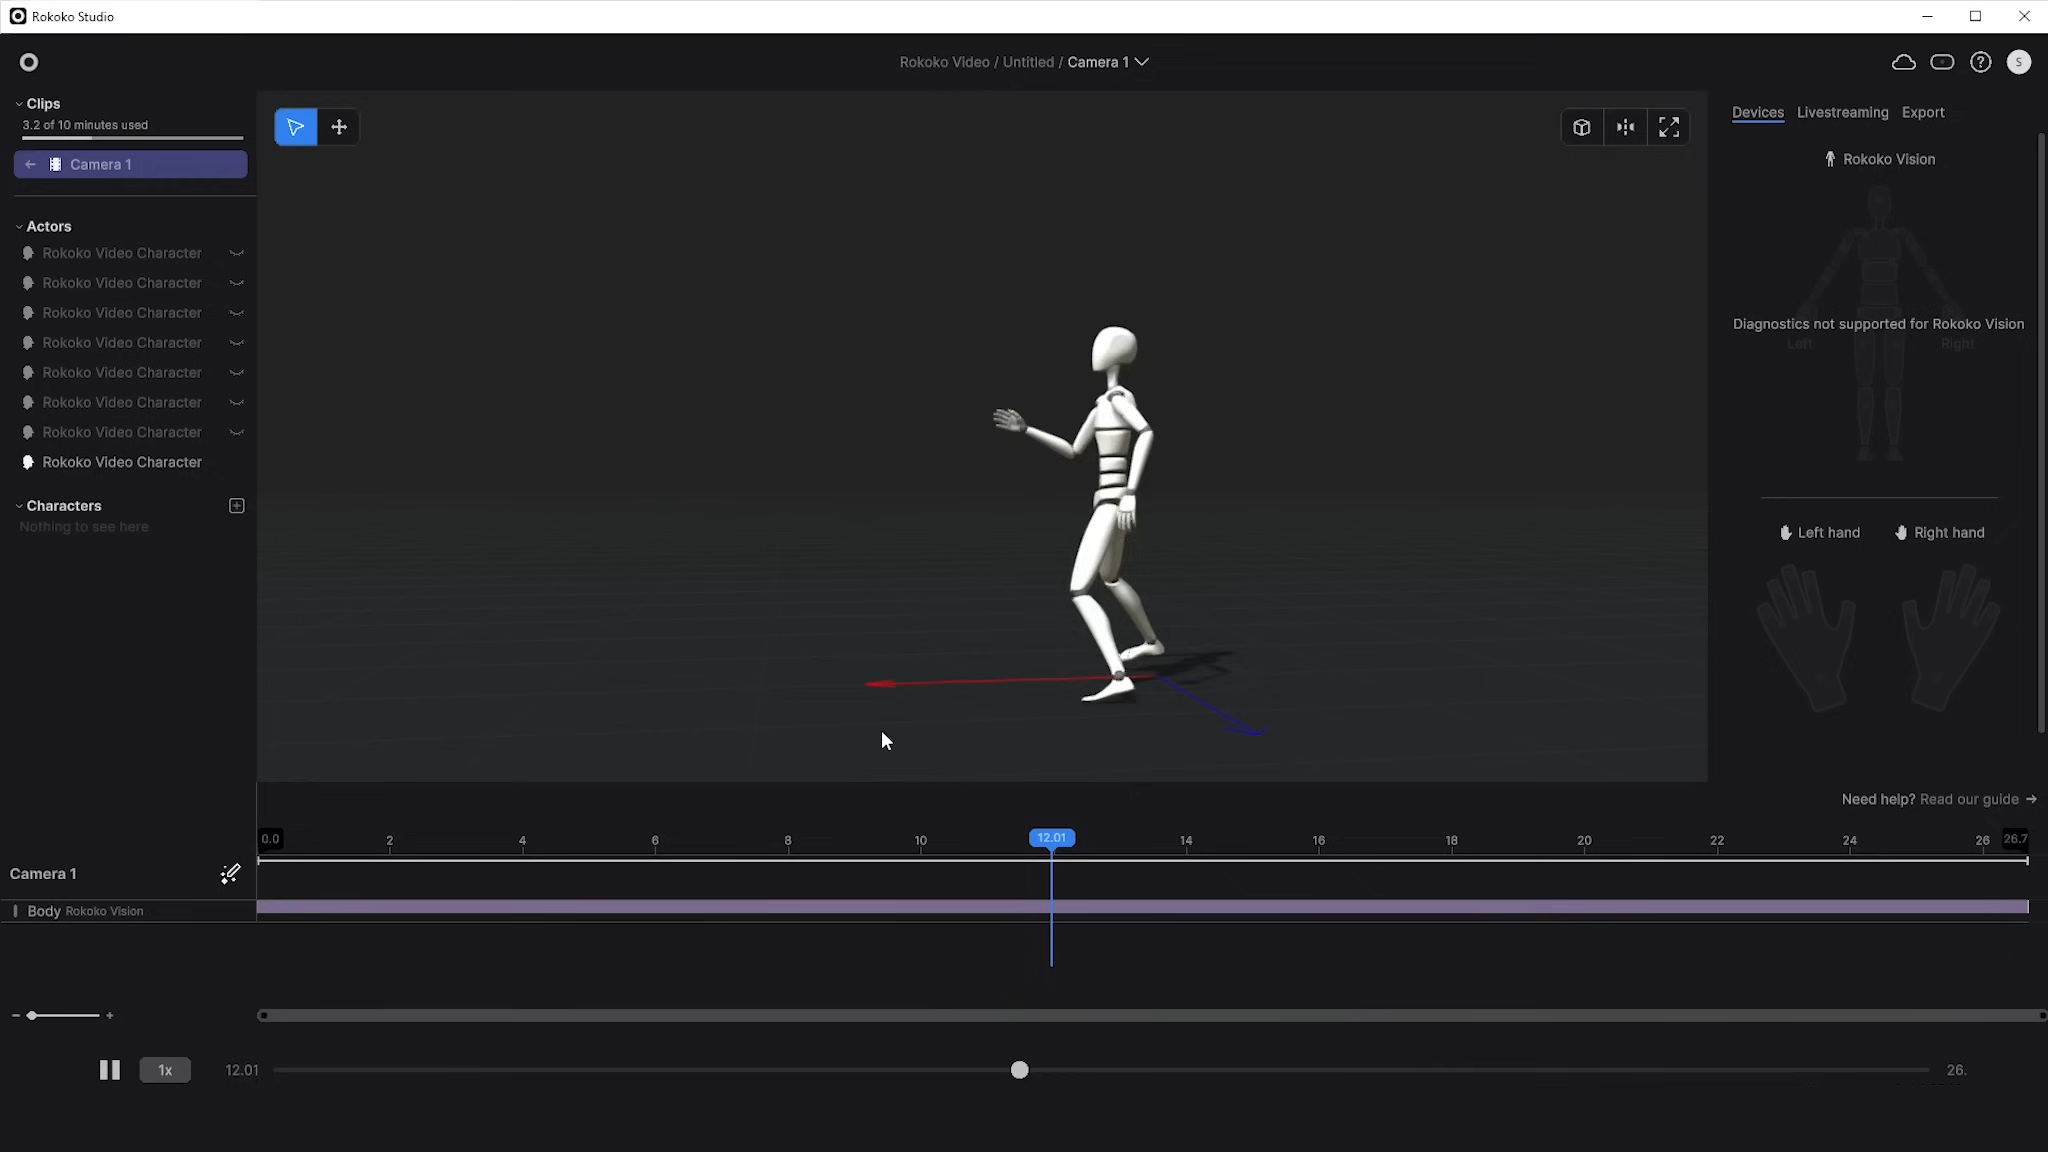 Rokoko Studio
Rokoko Video / Untitled / Camera 1
S
Clips
3.2 of 10 minutes used
Camera 1
Actors
Rokoko Video Character
Rokoko Video Character
Rokoko Video Character
Rokoko Video Character
Rokoko Video Character
Rokoko Video Character
Rokoko Video Character
Rokoko Video Character
Characters
Nothing to see here
Devices Livestreaming Export
Rokoko Vision
Diagnostics not supported for Rokoko Vision
Left Right
Left hand Right hand
Need help? Read our guide →
0.0 2 4 6 8 10 12.01 14 16 18 20 22 24 26 26.7
Camera 1
Body Rokoko Vision
1x 12.01 26.